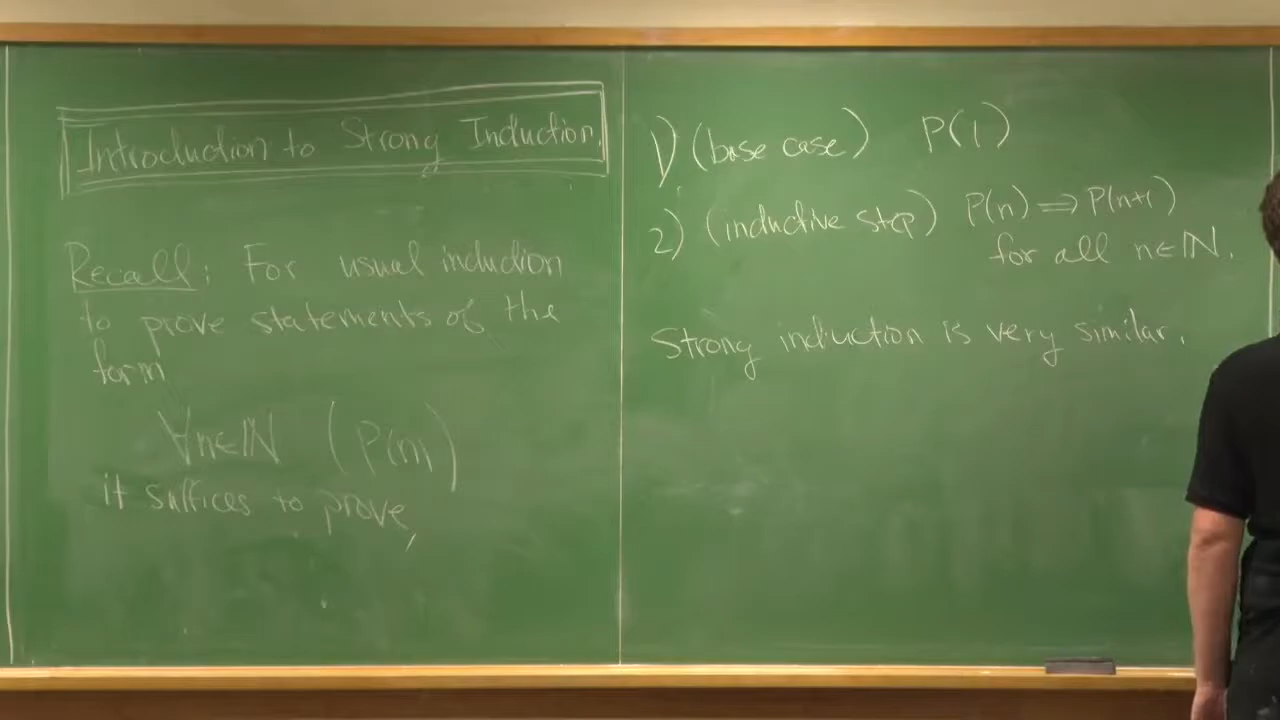 Introduction to Strong Induction.
Recall: For usual induction
to prove statements of the
form
∀n∈ℕ (P(n))
it suffices to prove,
1) (base case) P(1)
2) (inductive step) P(n) ⇒ P(n+1)
for all n∈ℕ.
Strong induction is very similar.